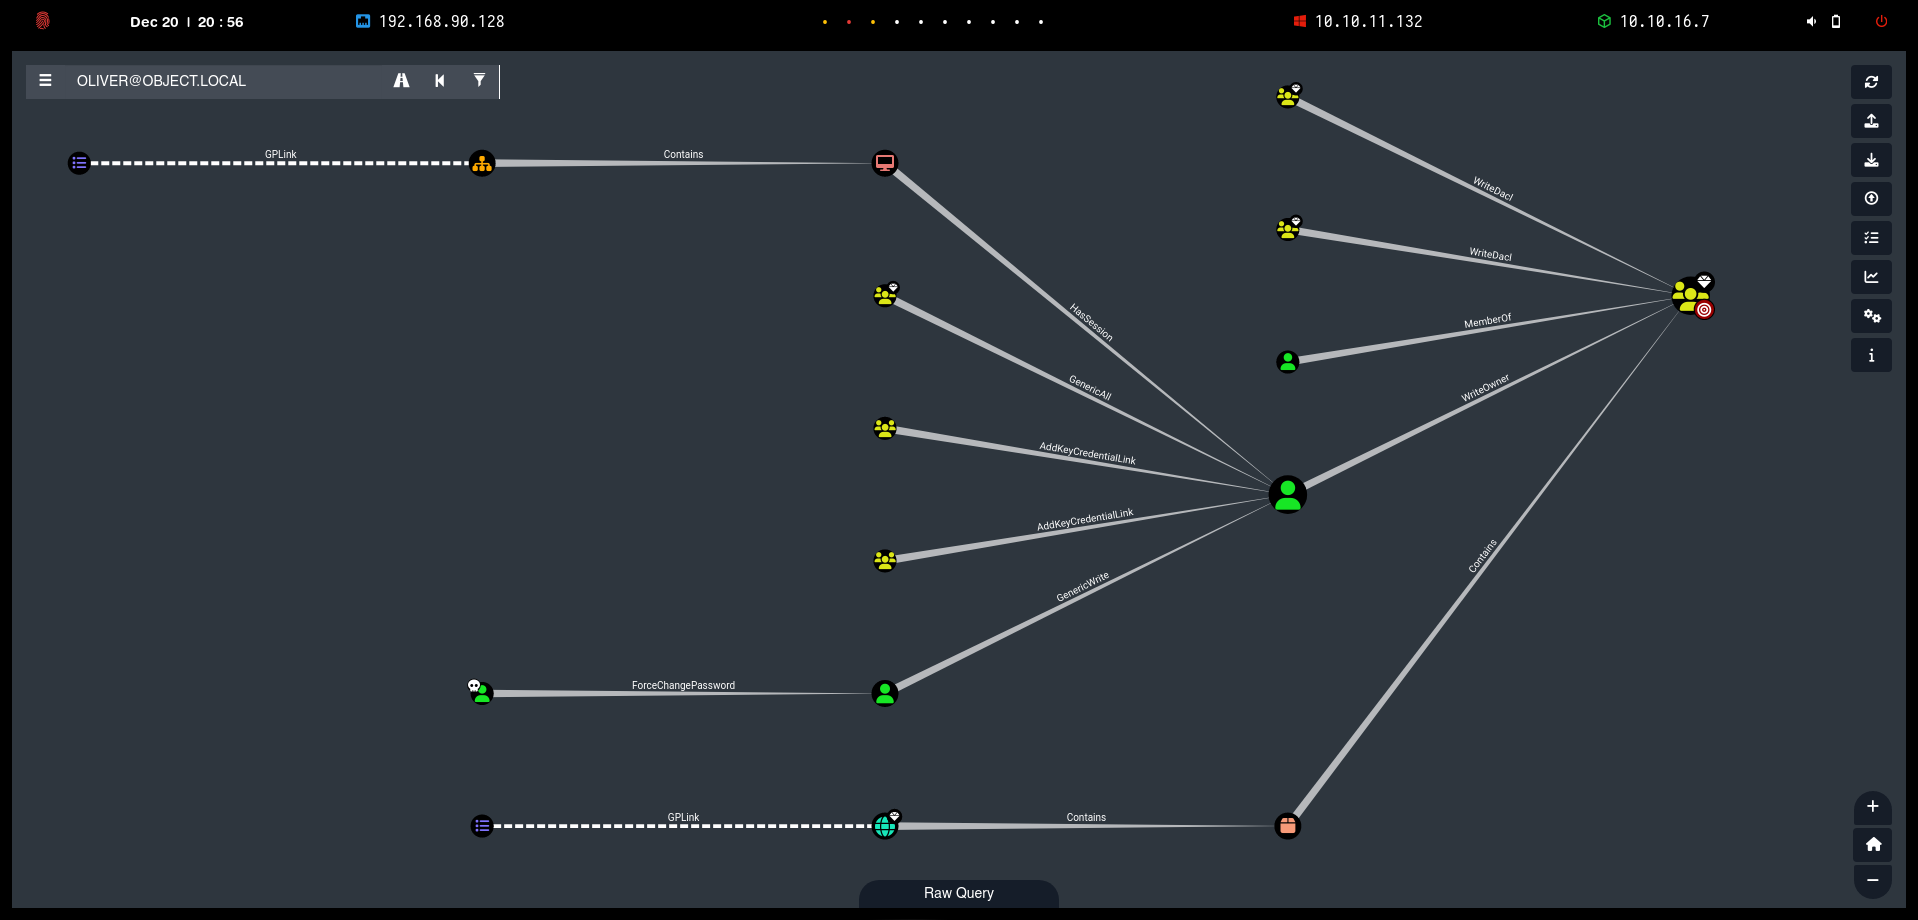 Dec 20 | 20 : 56
192.168.90.128
10.10.11.132
10.10.16.7
OLIVER@OBJECT.LOCAL
GPLink
Contains
WriteDacl
WriteDacl
HasSession
MemberOf
GenericAll
WriteOwner
AddKeyCredentialLink
AddKeyCredentialLink
Contains
GenericWrite
ForceChangePassword
GPLink
Contains
Raw Query